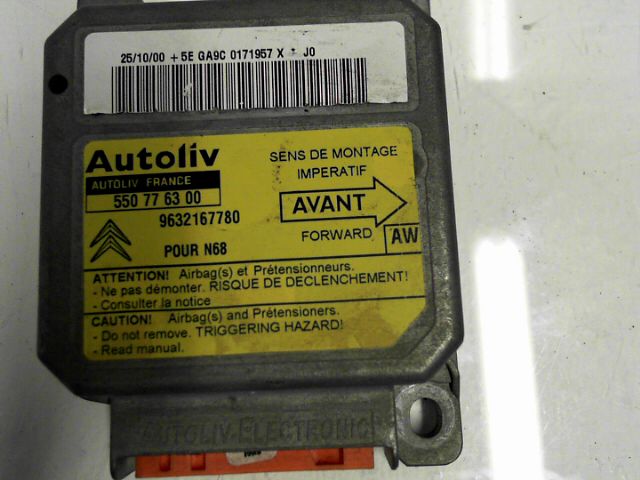 25/10/00 +5E GA9C 0171957 X * J0
Autoliv
AUTOLIV FRANCE
550 77 63 00
9632167780
POUR N68
SENS DE MONTAGE
IMPERATIF
AVANT
FORWARD
AW
ATTENTION! Airbag(s) et Prétensionneurs.
- Ne pas démonter. RISQUE DE DECLENCHEMENT!
- Consulter la notice
CAUTION! Airbag(s) and Pretensioners.
- Do not remove. TRIGGERING HAZARD!
- Read manual.
AUTOLIV-ELECTRONIC